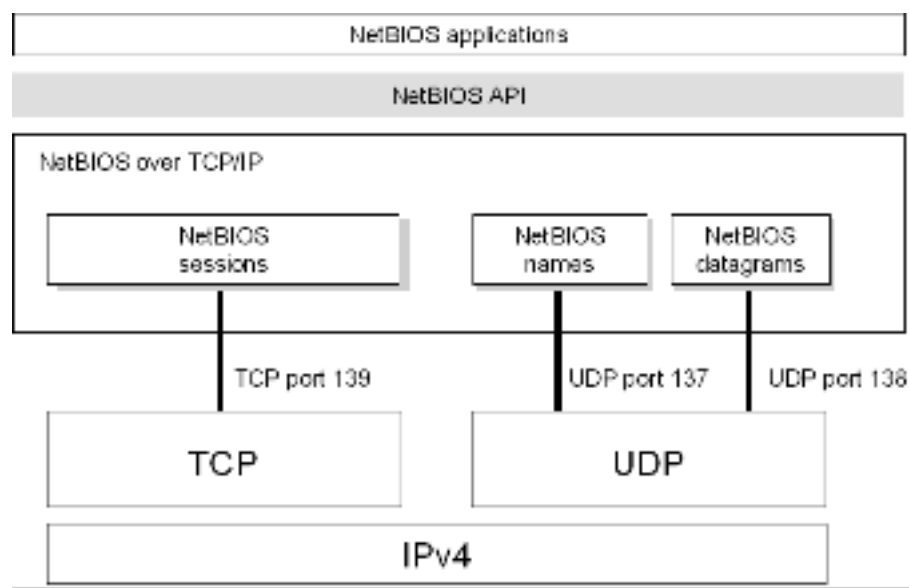 NetBIOS applications
NetBIOS API
NetBIOS over TCP/IP
NetBIOS
sessions
NetBIOS
names
NetBIOS
datagrams
TCP port 139
UDP port 137
UDP port 138
TCP
UDP
IPv4